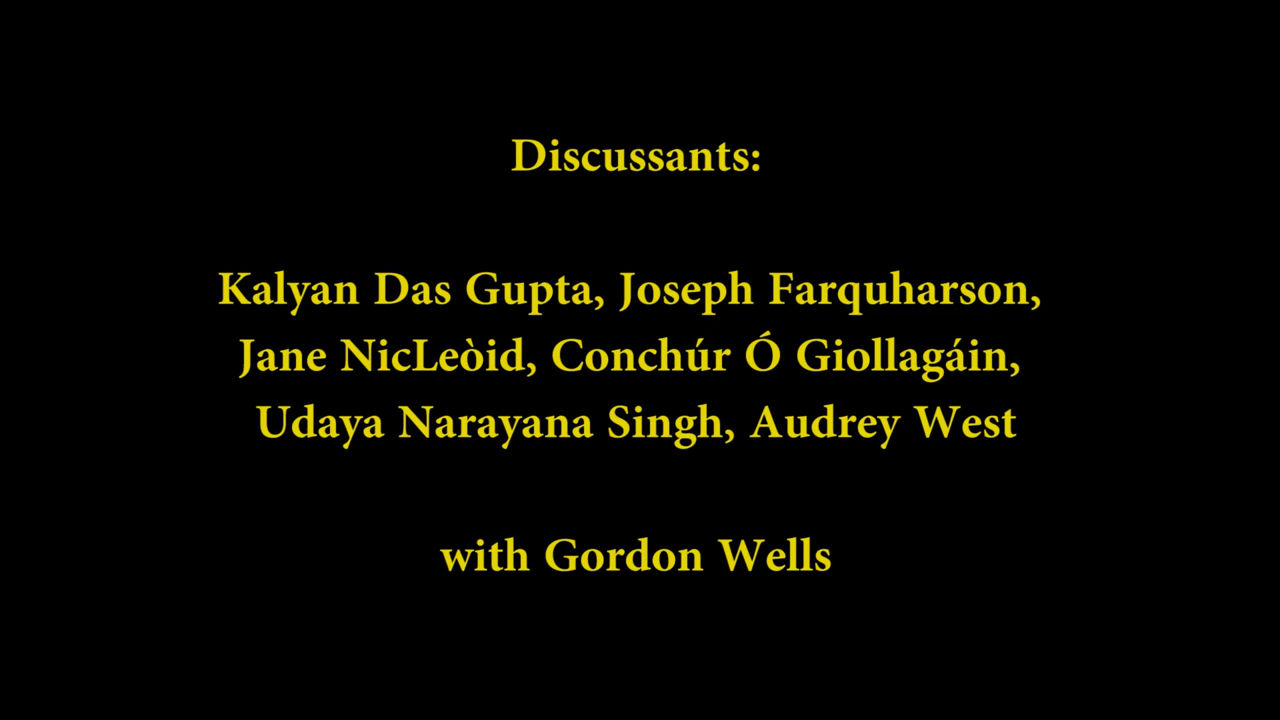 Discussants:
Kalyan Das Gupta, Joseph Farquharson,
Jane NicLeòid, Conchúr Ó Giollagáin,
Udaya Narayana Singh, Audrey West
with Gordon Wells